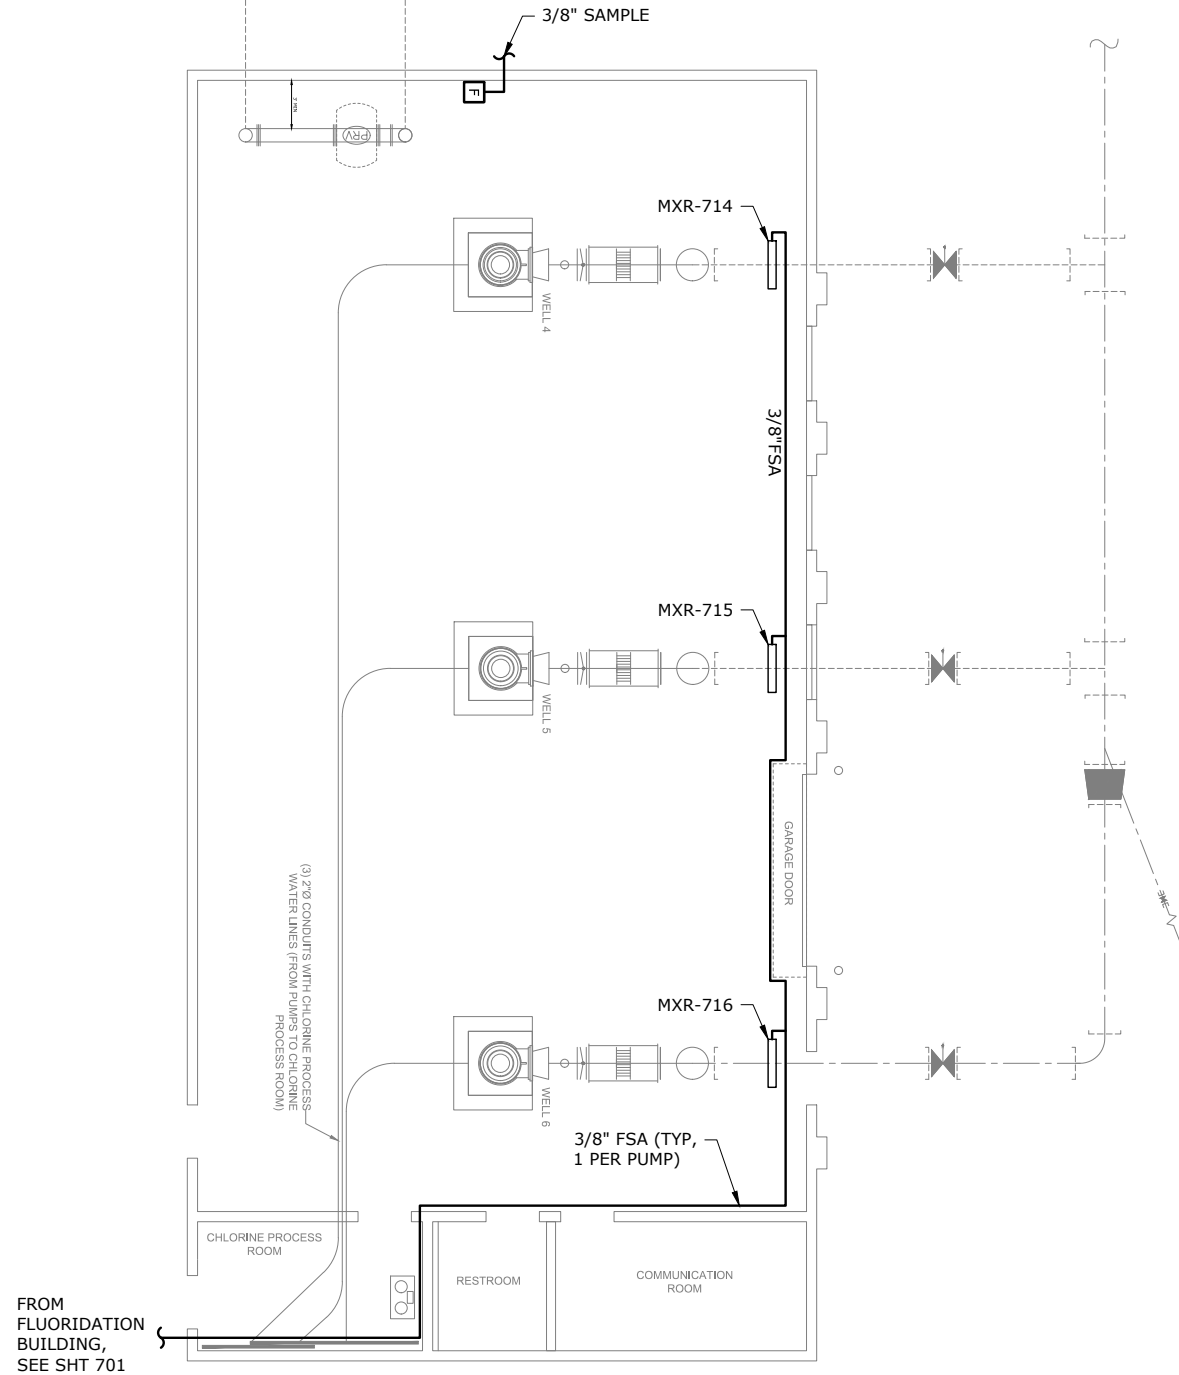 3/8" SAMPLE
F
3' MIN
PRV
MXR-714
WELL 4
3/8"FSA
MXR-715
WELL 5
GARAGE DOOR
(3) 2"Ø CONDUITS WITH CHLORINE PROCESS
WATER LINES (FROM PUMPS TO CHLORINE
PROCESS ROOM)
MXR-716
WELL 6
3/8" FSA (TYP,
1 PER PUMP)
CHLORINE PROCESS
ROOM
RESTROOM
COMMUNICATION
ROOM
FROM
FLUORIDATION
BUILDING,
SEE SHT 701